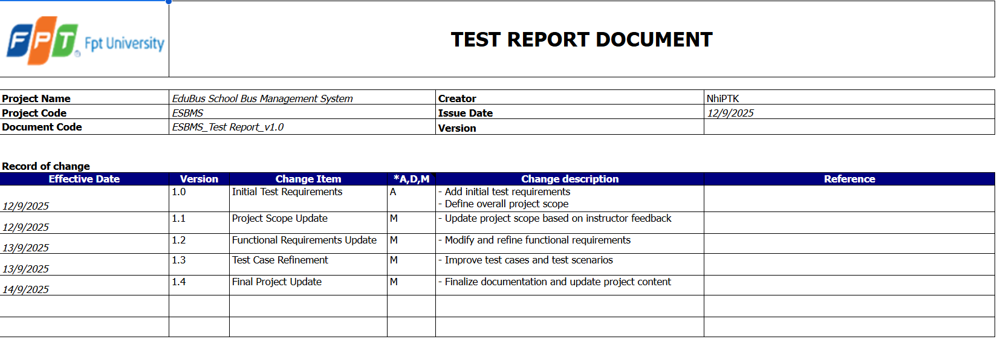 FPT Fpt University
TEST REPORT DOCUMENT
Project Name EduBus School Bus Management System Creator NhiPTK
Project Code ESBMS Issue Date 12/9/2025
Document Code ESBMS_Test Report_v1.0 Version
Record of change
Effective Date Version Change Item *A,D,M Change description Reference
12/9/2025 1.0 Initial Test Requirements A - Add initial test requirements
- Define overall project scope
12/9/2025 1.1 Project Scope Update M - Update project scope based on instructor feedback
13/9/2025 1.2 Functional Requirements Update M - Modify and refine functional requirements
13/9/2025 1.3 Test Case Refinement M - Improve test cases and test scenarios
14/9/2025 1.4 Final Project Update M - Finalize documentation and update project content